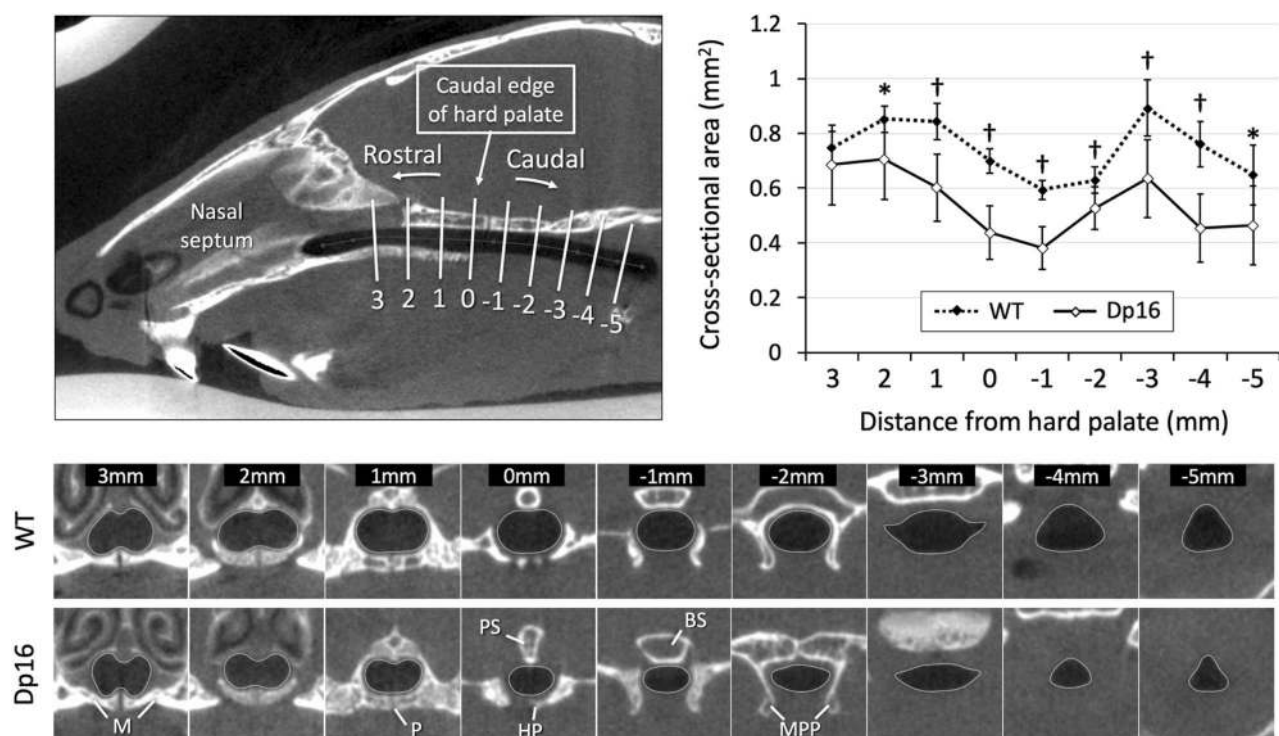 Caudal edge
of hard palate
Rostral
Caudal
Nasal
septum
3 2 1 0 -1 -2 -3 -4 -5
Cross-sectional area (mm²)
1.2
1
0.8
0.6
0.4
0.2
0
* † † † † † † *
WT Dp16
3 2 1 0 -1 -2 -3 -4 -5
Distance from hard palate (mm)
3mm 2mm 1mm 0mm -1mm -2mm -3mm -4mm -5mm
WT
Dp16
PS BS
M P HP MPP